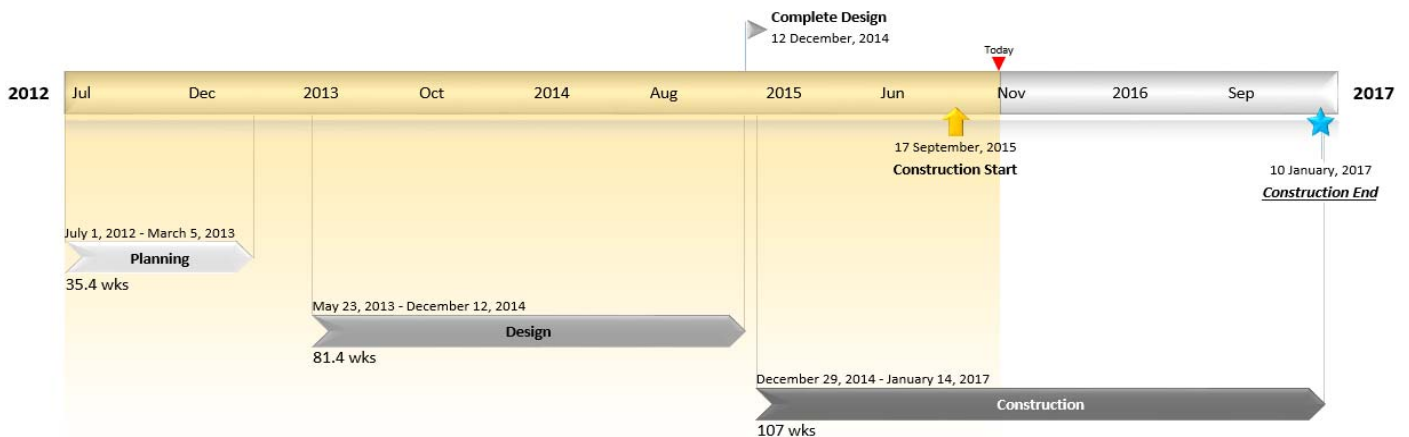 Complete Design
12 December, 2014
Today
2012 Jul Dec 2013 Oct 2014 Aug 2015 Jun Nov 2016 Sep 2017
17 September, 2015
Construction Start
10 January, 2017
Construction End
July 1, 2012 - March 5, 2013
Planning
35.4 wks
May 23, 2013 - December 12, 2014
Design
81.4 wks
December 29, 2014 - January 14, 2017
Construction
107 wks